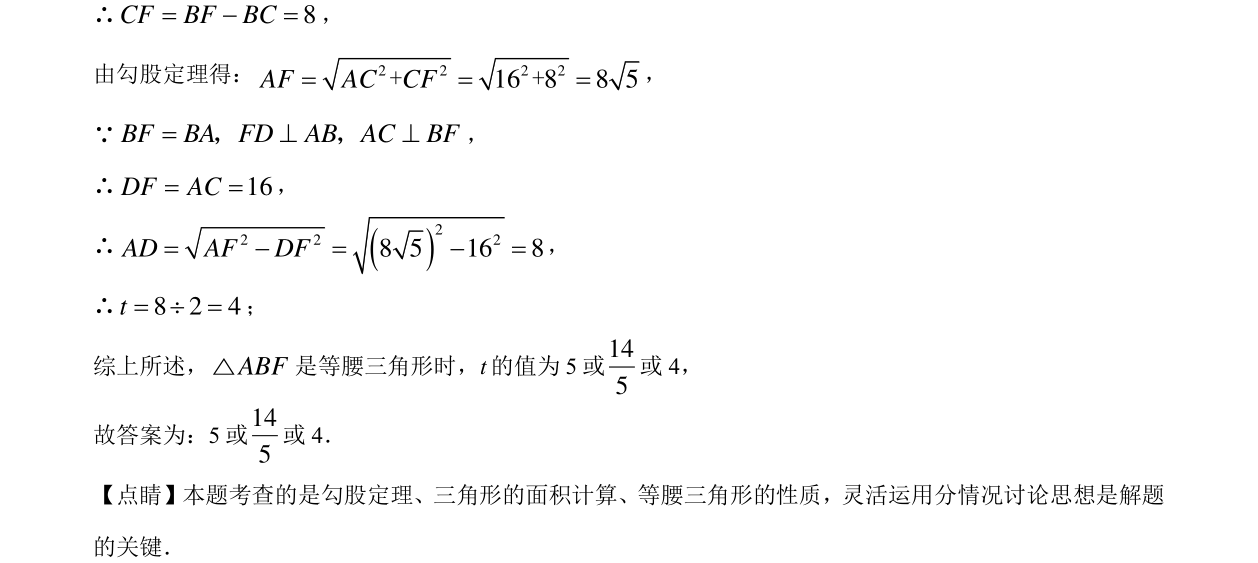 ∴CF = BF − BC = 8，
由勾股定理得：AF = √(AC²+CF²) = √(16²+8²) = 8√5，
∵BF = BA，FD ⊥ AB，AC ⊥ BF，
∴DF = AC = 16，
∴AD = √(AF² − DF²) = √((8√5)² − 16²) = 8，
∴t = 8 ÷ 2 = 4；
综上所述，△ABF 是等腰三角形时，t 的值为 5 或 14/5 或 4，
故答案为：5 或 14/5 或 4．
【点睛】本题考查的是勾股定理、三角形的面积计算、等腰三角形的性质，灵活运用分情况讨论思想是解题
的关键．